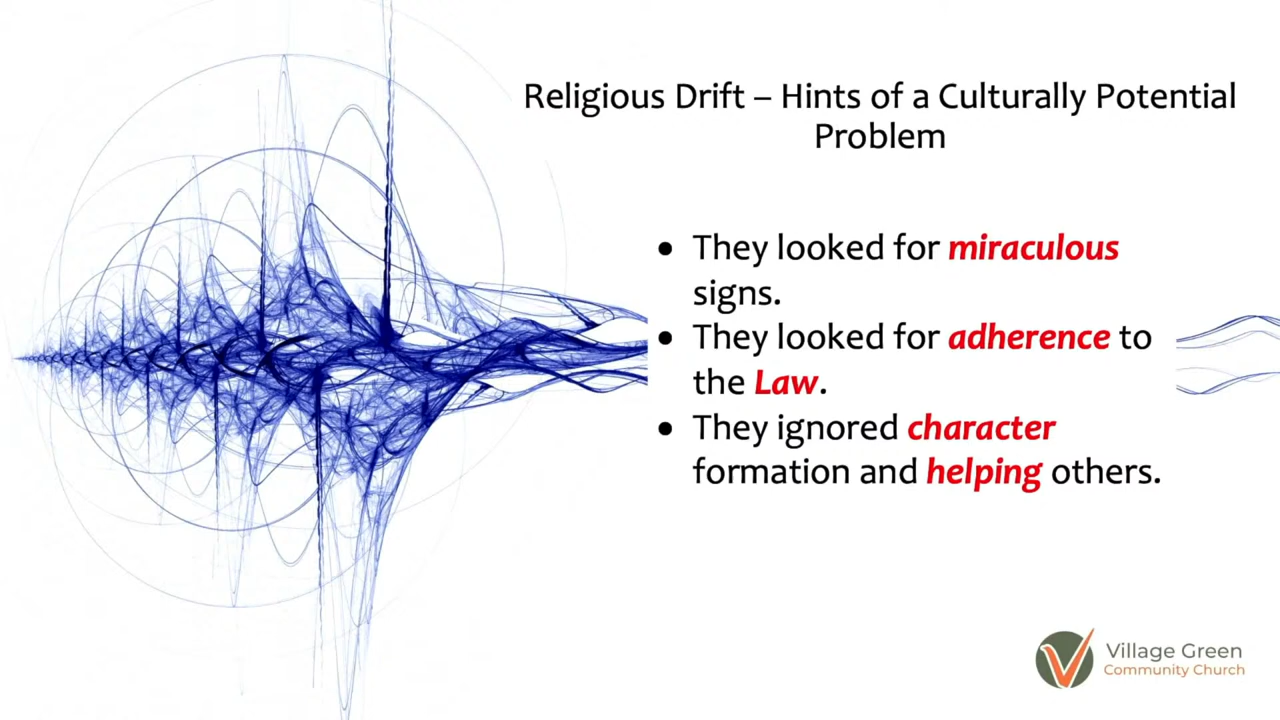 Religious Drift – Hints of a Culturally Potential
Problem
• They looked for miraculous
signs.
• They looked for adherence to
the Law.
• They ignored character
formation and helping others.
Village Green
Community Church